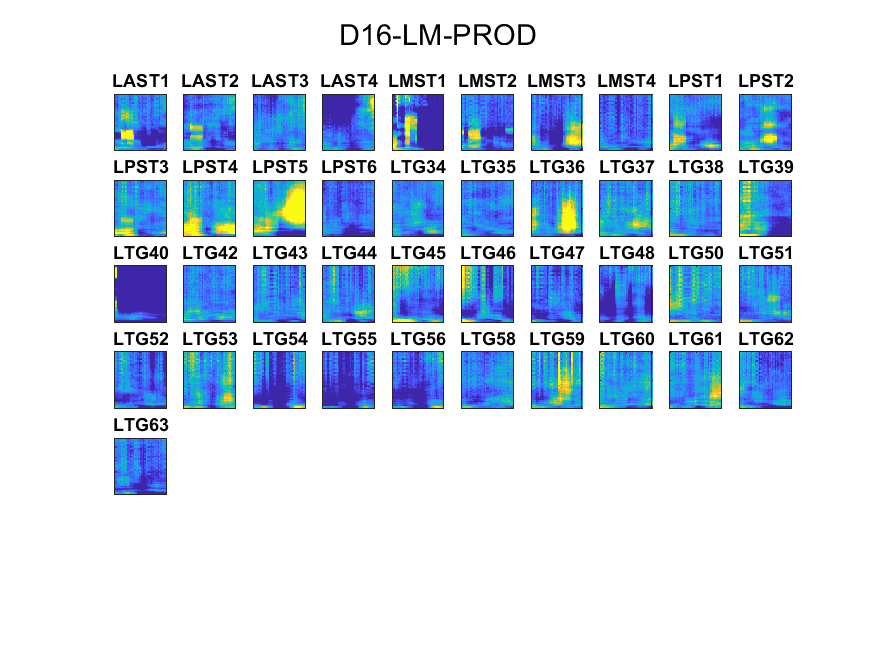 D16-LM-PROD
LAST1 LAST2 LAST3 LAST4 LMST1 LMST2 LMST3 LMST4 LPST1 LPST2
LPST3 LPST4 LPST5 LPST6 LTG34 LTG35 LTG36 LTG37 LTG38 LTG39
LTG40 LTG42 LTG43 LTG44 LTG45 LTG46 LTG47 LTG48 LTG50 LTG51
LTG52 LTG53 LTG54 LTG55 LTG56 LTG58 LTG59 LTG60 LTG61 LTG62
LTG63